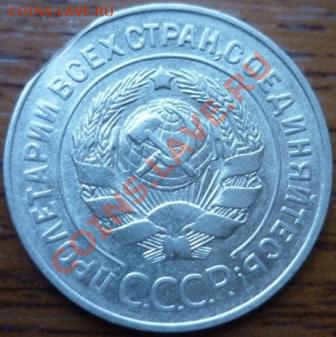 COINS.LAVE.RU
ПРОЛЕТАРИИ ВСЕХ СТРАН, СОЕДИНЯЙТЕСЬ!
С.С.С.Р.
COINS.LAVE.RU